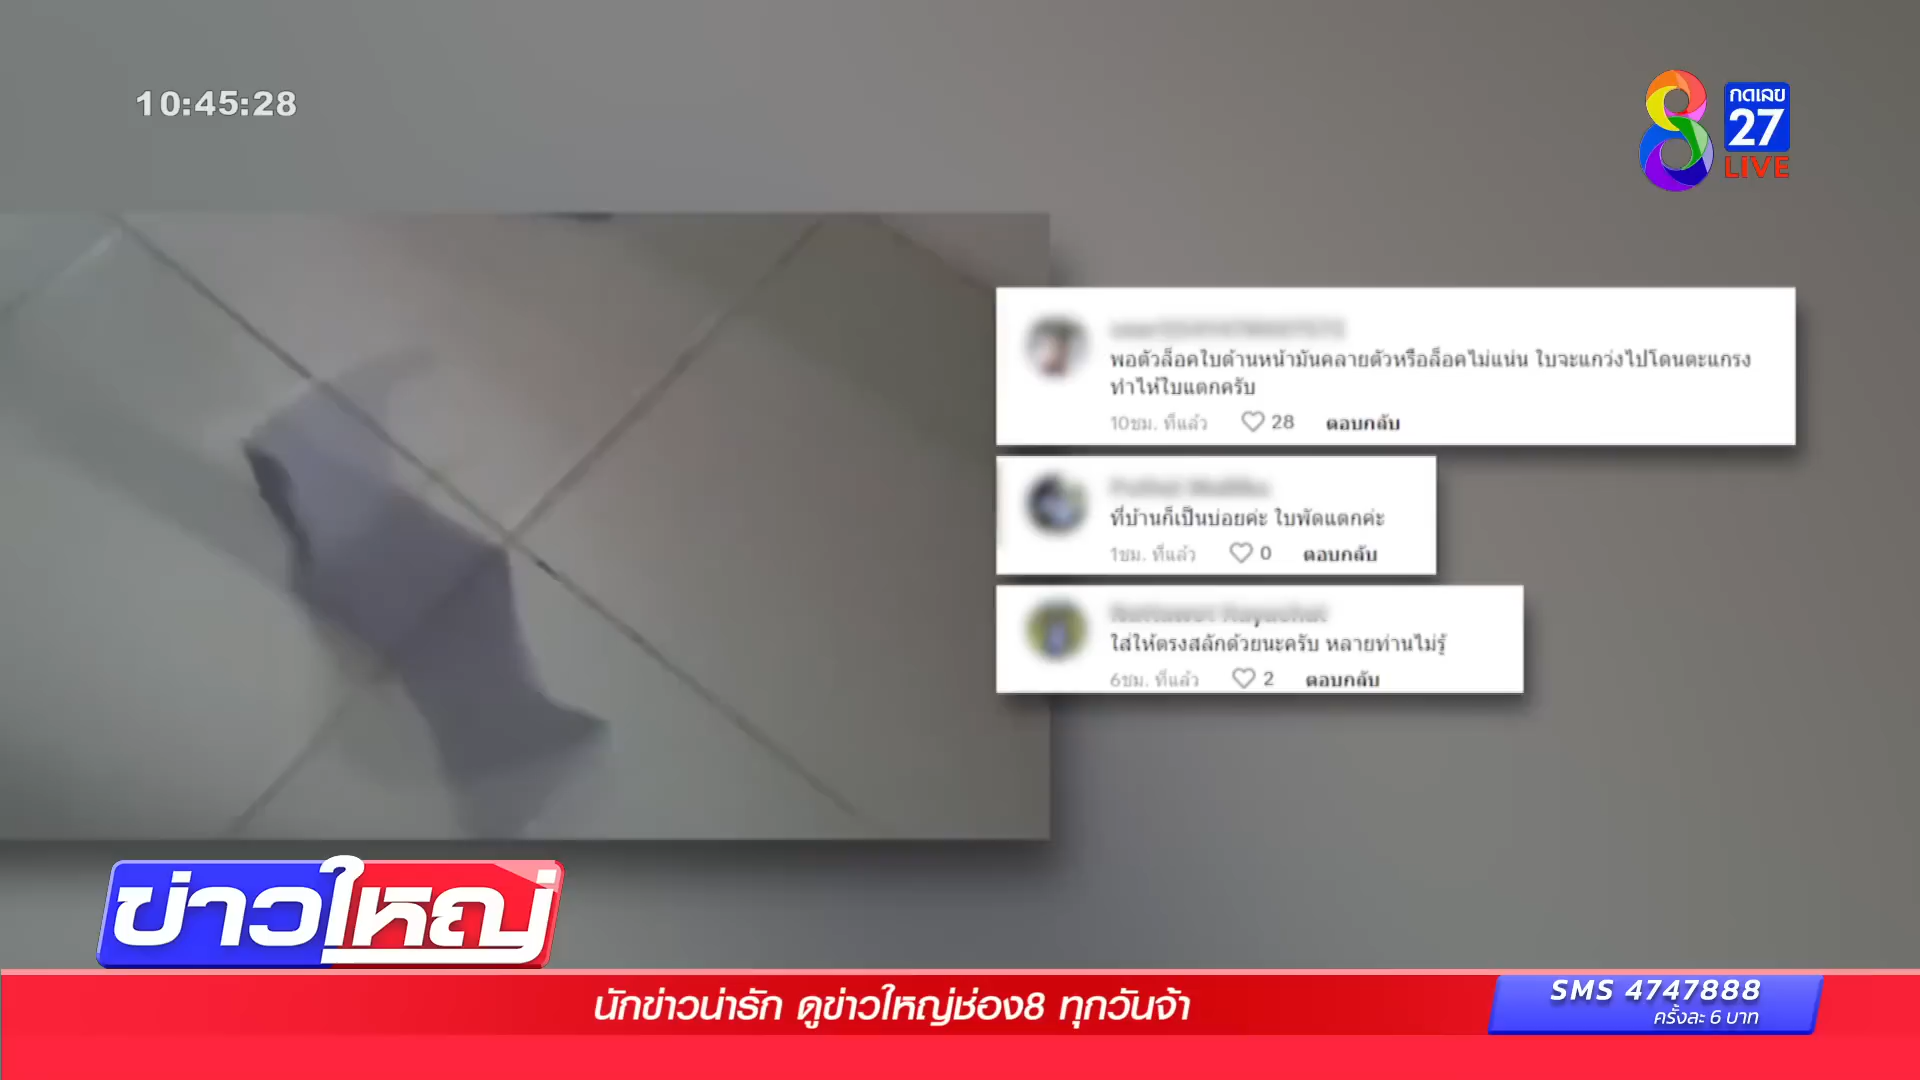 10:45:28
กดเลข
27
LIVE
พอตัวล็อคใบด้านหน้ามันคลายตัวหรือล็อคไม่แน่น ใบจะแกว่งไปโดนตะแกรง
ทำไห้ใบแตกครับ
10ชม. ที่แล้ว 28 ตอบกลับ
ที่บ้านก็เป็นบ่อยค่ะ ใบพัดแตกค่ะ
1ชม. ที่แล้ว 0 ตอบกลับ
ใส่ให้ตรงสลักด้วยนะครับ หลายท่านไม่รู้
6ชม. ที่แล้ว 2 ตอบกลับ
ข่าวใหญ่
นักข่าวน่ารัก ดูข่าวใหญ่ช่อง8 ทุกวันจ้า
SMS 4747888
ครั้งละ 6 บาท